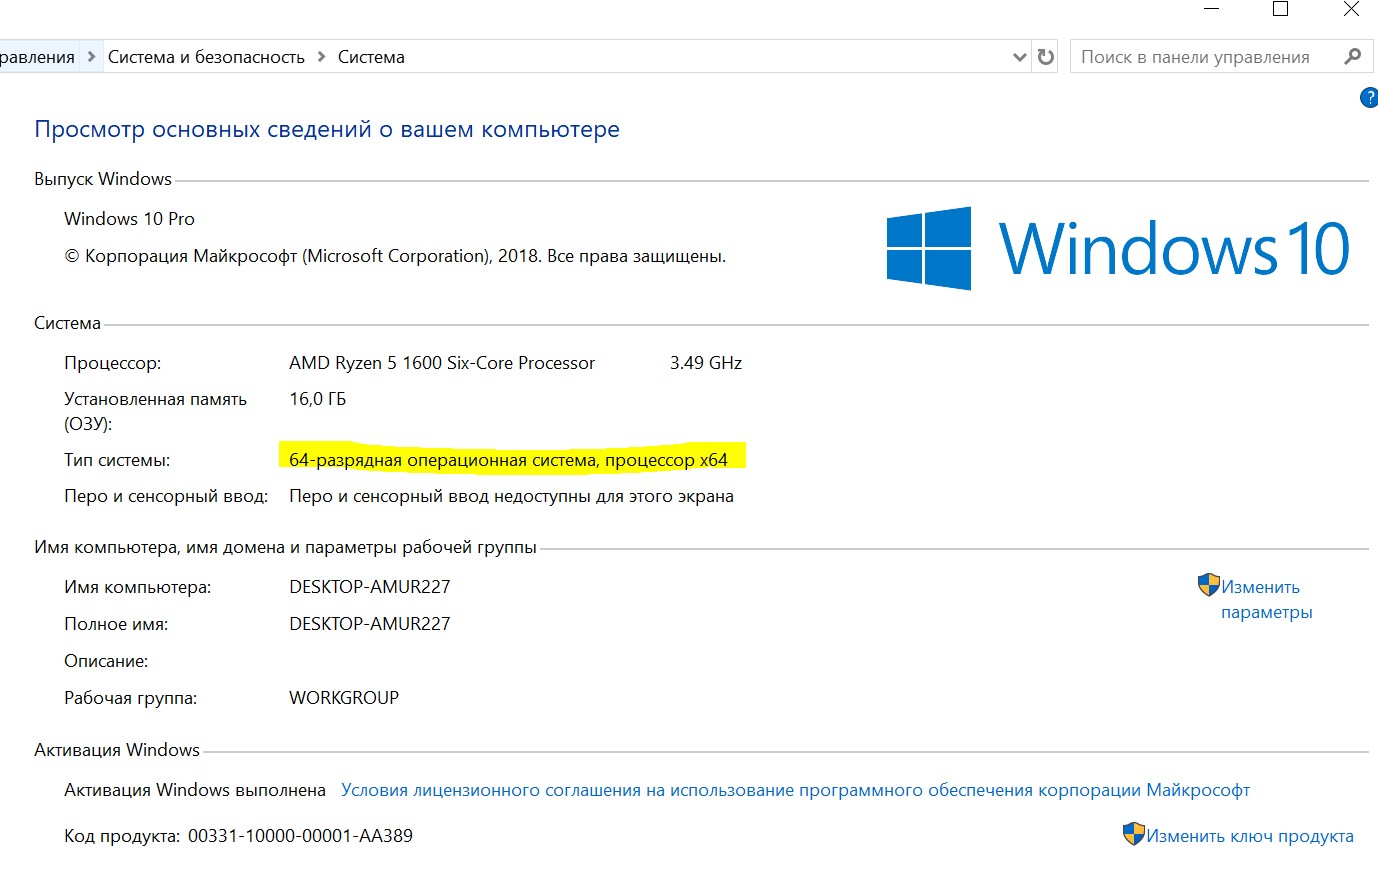 равления > Система и безопасность > Система
Поиск в панели управления
?
Просмотр основных сведений о вашем компьютере
Выпуск Windows
Windows 10 Pro
© Корпорация Майкрософт (Microsoft Corporation), 2018. Все права защищены.
Windows 10
Система
Процессор: AMD Ryzen 5 1600 Six-Core Processor 3.49 GHz
Установленная память 16,0 ГБ
(ОЗУ):
Тип системы: 64-разрядная операционная система, процессор x64
Перо и сенсорный ввод: Перо и сенсорный ввод недоступны для этого экрана
Имя компьютера, имя домена и параметры рабочей группы
Имя компьютера: DESKTOP-AMUR227
Изменить
параметры
Полное имя: DESKTOP-AMUR227
Описание:
Рабочая группа: WORKGROUP
Активация Windows
Активация Windows выполнена Условия лицензионного соглашения на использование программного обеспечения корпорации Майкрософт
Код продукта: 00331-10000-00001-AA389
Изменить ключ продукта